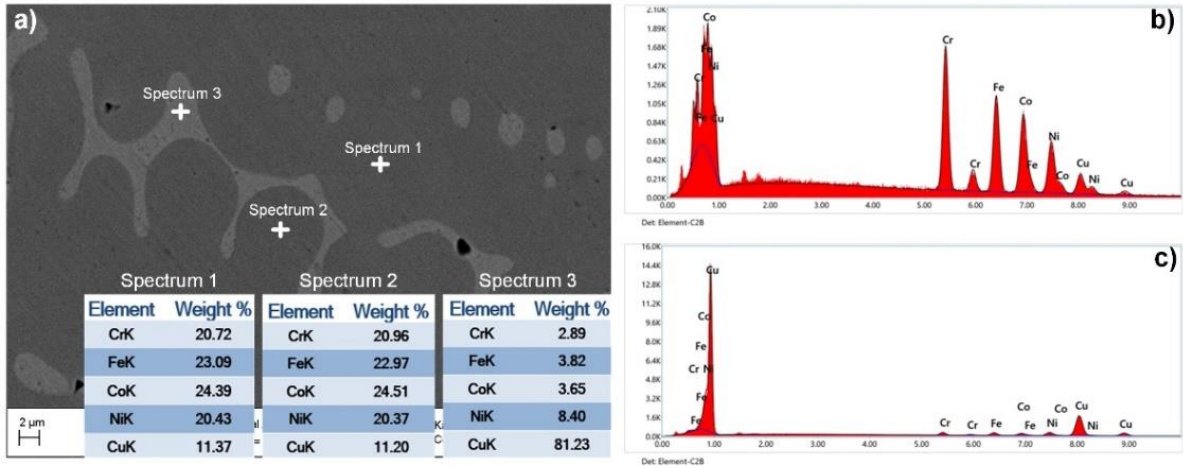 a)
Spectrum 3
Spectrum 1
Spectrum 2
Spectrum 1
Element Weight %
CrK 20.72
FeK 23.09
CoK 24.39
NiK 20.43
CuK 11.37
Spectrum 2
Element Weight %
CrK 20.96
FeK 22.97
CoK 24.51
NiK 20.37
CuK 11.20
Spectrum 3
Element Weight %
CrK 2.89
FeK 3.82
CoK 3.65
NiK 8.40
CuK 81.23
2 µm
b)
2.10K
1.89K
1.68K
1.47K
1.26K
1.05K
0.84K
0.63K
0.42K
0.21K
0.00K
Co
Fe
Ni
Cr
Fe
Cu
Cr
Cr
Fe
Co
Fe
Ni
Co
Cu
Ni
Cu
0.00 1.00 2.00 3.00 4.00 5.00 6.00 7.00 8.00 9.00
Det: Element-C2B
c)
16.0K
14.4K
12.8K
11.2K
9.6K
8.0K
6.4K
4.8K
3.2K
1.6K
0.0K
Cu
Co
Fe
Cr Ni
Fe
Fe
Cr
Cr
Fe
Co
Fe
Ni
Co
Cu
Ni
Cu
0.00 1.00 2.00 3.00 4.00 5.00 6.00 7.00 8.00 9.00
Det: Element-C2B